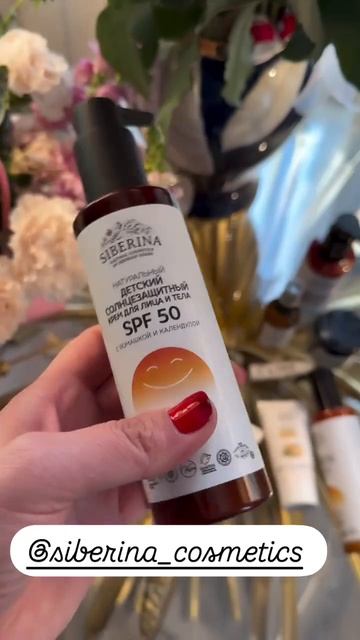 SIBERINA
НАТУРАЛЬНЫЙ
ДЕТСКИЙ
СОЛНЦЕЗАЩИТНЫЙ
КРЕМ ДЛЯ ЛИЦА И ТЕЛА
SPF 50
С РОМАШКОЙ И КАЛЕНДУЛОЙ
@siberina_cosmetics